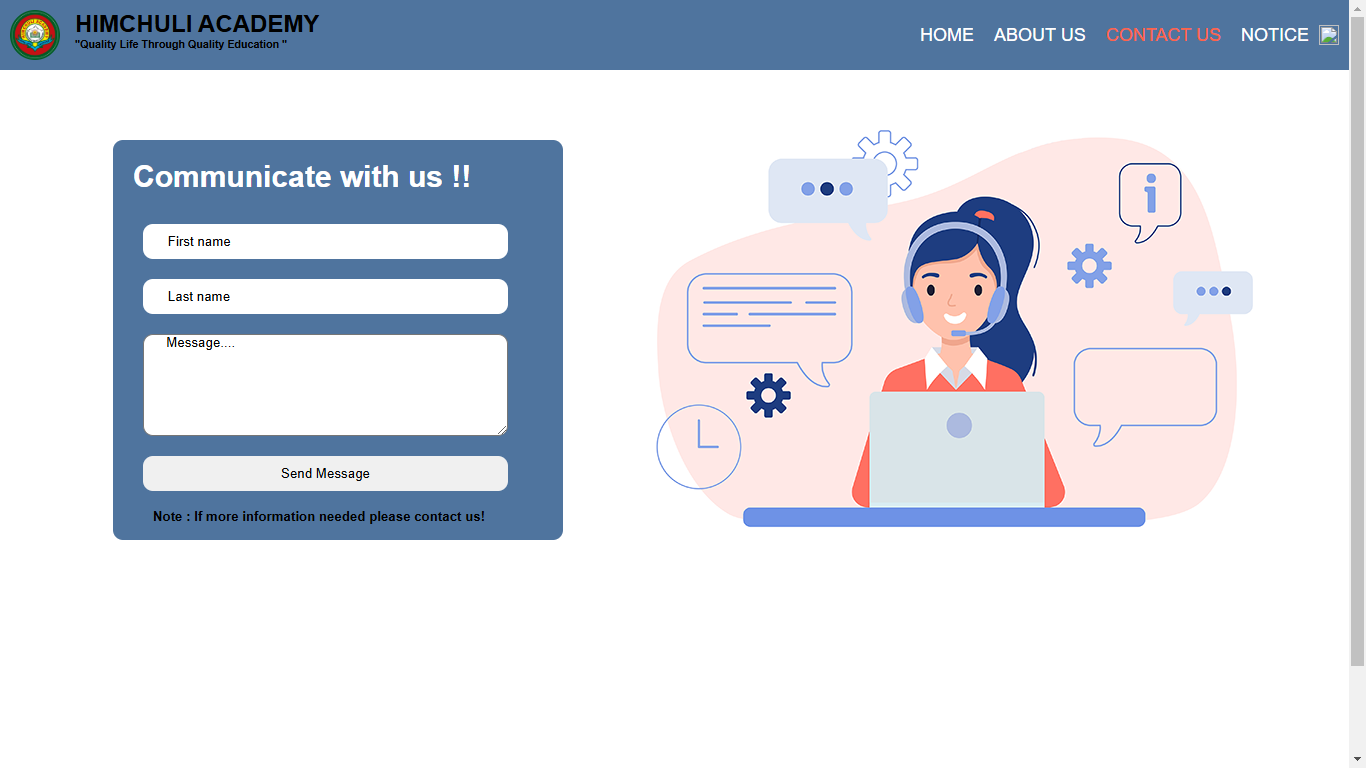 HIMCHULI ACADEMY
"Quality Life Through Quality Education "
HOME ABOUT US CONTACT US NOTICE
Communicate with us !!
First name
Last name
Message....
Send Message
Note : If more information needed please contact us!
i